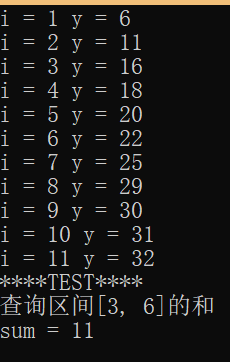 i = 1 y = 6
i = 2 y = 11
i = 3 y = 16
i = 4 y = 18
i = 5 y = 20
i = 6 y = 22
i = 7 y = 25
i = 8 y = 29
i = 9 y = 30
i = 10 y = 31
i = 11 y = 32
****TEST****
查询区间[3, 6]的和
sum = 11